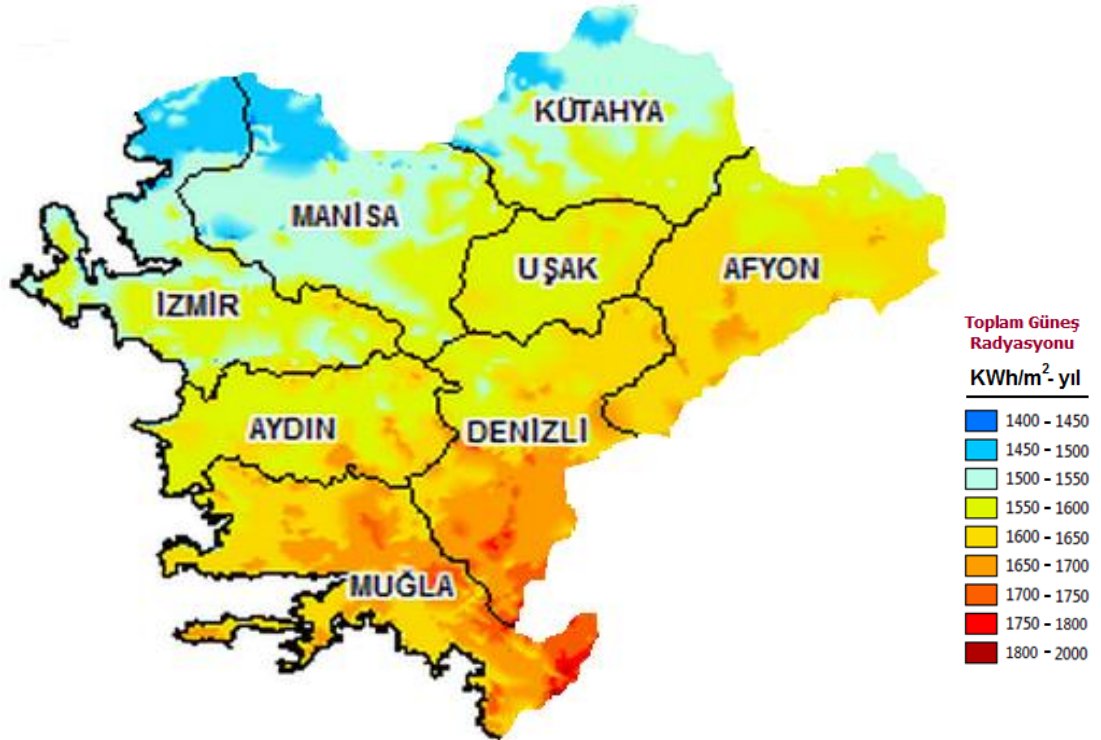 KÜTAHYA
MANİSA
UŞAK
AFYON
İZMİR
AYDIN
DENİZLİ
MUĞLA
Toplam Güneş
Radyasyonu
KWh/m²- yıl
1400 - 1450
1450 - 1500
1500 - 1550
1550 - 1600
1600 - 1650
1650 - 1700
1700 - 1750
1750 - 1800
1800 - 2000